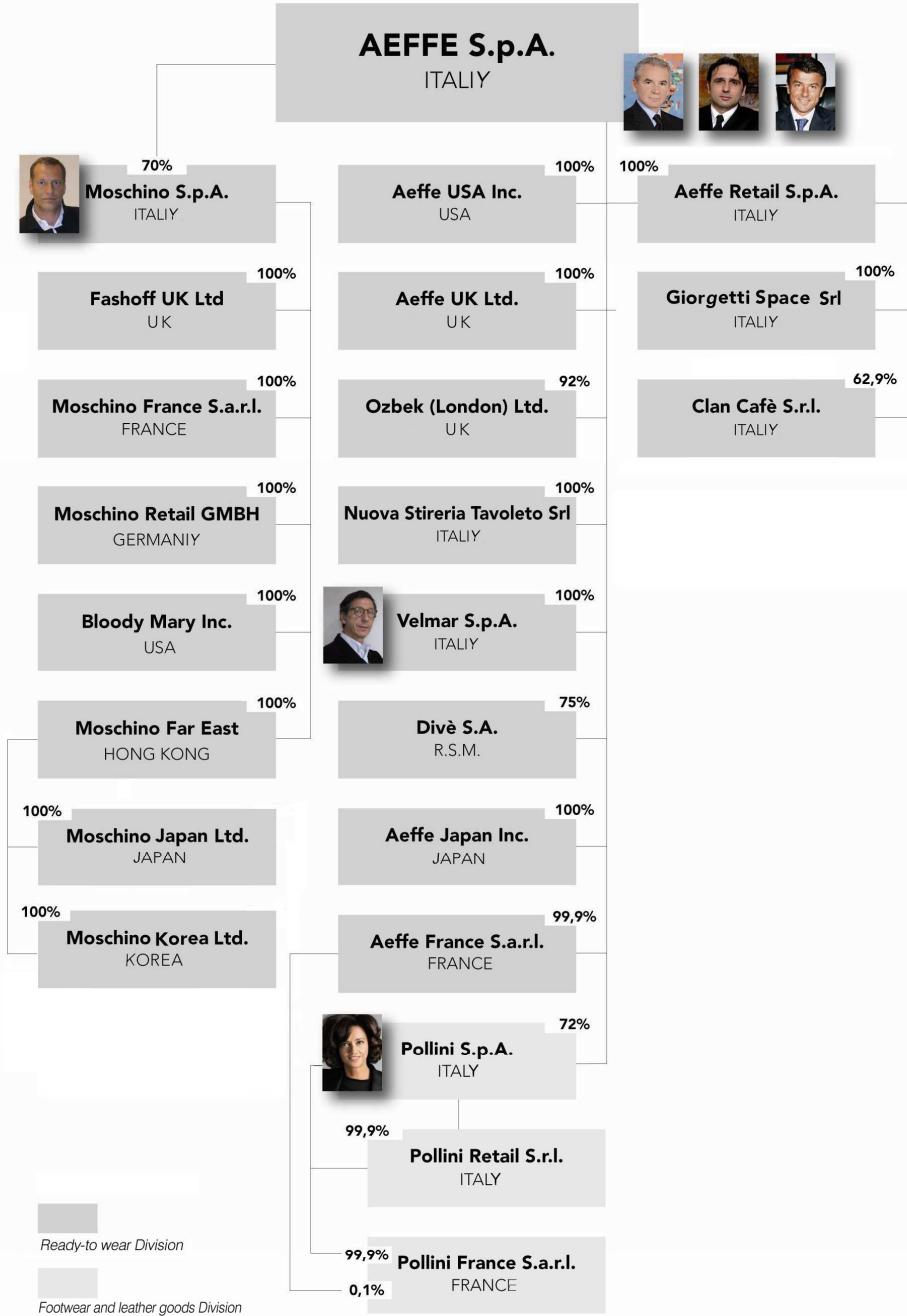 AEFFE S.p.A.
ITALIY
70%
Moschino S.p.A.
ITALIY
100%
Fashoff UK Ltd
UK
100%
Moschino France S.a.r.l.
FRANCE
100%
Moschino Retail GMBH
GERMANIY
100%
Bloody Mary Inc.
USA
100%
Moschino Far East
HONG KONG
100%
Moschino Japan Ltd.
JAPAN
100%
Moschino Korea Ltd.
KOREA
100%
Aeffe USA Inc.
USA
100%
Aeffe UK Ltd.
UK
92%
Ozbek (London) Ltd.
UK
100%
Nuova Stireria Tavoleto Srl
ITALIY
100%
Velmar S.p.A.
ITALIY
75%
Divè S.A.
R.S.M.
100%
Aeffe Japan Inc.
JAPAN
99,9%
Aeffe France S.a.r.l.
FRANCE
72%
Pollini S.p.A.
ITALY
99,9%
Pollini Retail S.r.l.
ITALY
99,9%
Pollini France S.a.r.l.
FRANCE
0,1%
100%
Aeffe Retail S.p.A.
ITALIY
100%
Giorgetti Space Srl
ITALIY
62,9%
Clan Cafè S.r.l.
ITALIY
Ready-to wear Division
Footwear and leather goods Division